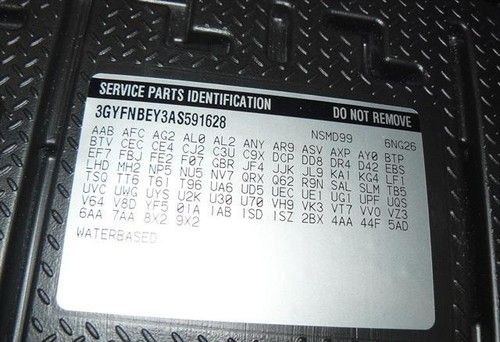 SERVICE PARTS IDENTIFICATION DO NOT REMOVE
3GYFNBEY3AS591628 NSMD99 6NG26
AAB AFC AG2 AL0 AL2 ANY AR9 ASV AXP AY0 BTP
BTV CEC CE4 CJ2 C3U C9X DCP DD8 DR4 D42 EBS
EF7 FBJ FE2 F07 GBR JF4 JJK JL9 KA1 KG4 LF1
LHD MH2 NP5 NU5 NV7 QRX Q62 R9N SAL SLM TB5
TSQ TT6 T61 T96 UA6 UD5 UEC UE1 UG1 UPF UQS
UVC UWG UYS U2K U30 U70 VH9 VK3 VT7 VV0 VZ3
V64 V8D YF5 01A 1AB 1SD 1SZ 2BX 4AA 44F 5AD
6AA 7AA 8X2 9X2
WATERBASED